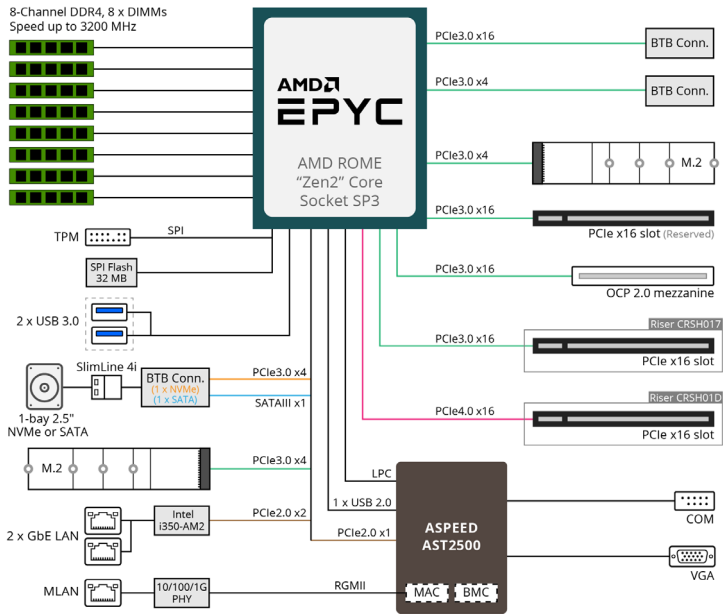 8-Channel DDR4, 8 x DIMMs
Speed up to 3200 MHz
AMD
EPYC
AMD ROME
“Zen2” Core
Socket SP3
PCIe3.0 x16
BTB Conn.
PCIe3.0 x4
BTB Conn.
PCIe3.0 x4
M.2
PCIe3.0 x16
PCIe x16 slot (Reserved)
PCIe3.0 x16
OCP 2.0 mezzanine
Riser CRSH017
PCIe3.0 x16
PCIe x16 slot
Riser CRSH01D
PCIe4.0 x16
PCIe x16 slot
TPM
SPI
SPI Flash
32 MB
2 x USB 3.0
SlimLine 4i
BTB Conn.
(1 x NVMe)
(1 x SATA)
PCIe3.0 x4
SATAIII x1
1-bay 2.5"
NVMe or SATA
M.2
PCIe3.0 x4
2 x GbE LAN
Intel
i350-AM2
PCIe2.0 x2
MLAN
10/100/1G
PHY
RGMII
LPC
1 x USB 2.0
PCIe2.0 x1
ASPEED
AST2500
MAC
BMC
COM
VGA